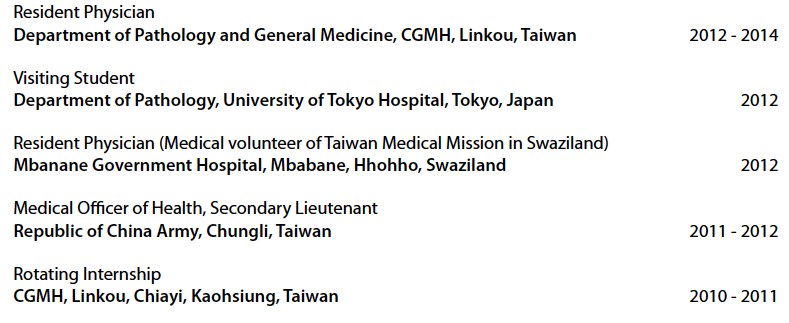 Resident Physician
Department of Pathology and General Medicine, CGMH, Linkou, Taiwan 2012 - 2014
Visiting Student
Department of Pathology, University of Tokyo Hospital, Tokyo, Japan 2012
Resident Physician (Medical volunteer of Taiwan Medical Mission in Swaziland)
Mbanane Government Hospital, Mbabane, Hhohho, Swaziland 2012
Medical Officer of Health, Secondary Lieutenant
Republic of China Army, Chungli, Taiwan 2011 - 2012
Rotating Internship
CGMH, Linkou, Chiayi, Kaohsiung, Taiwan 2010 - 2011